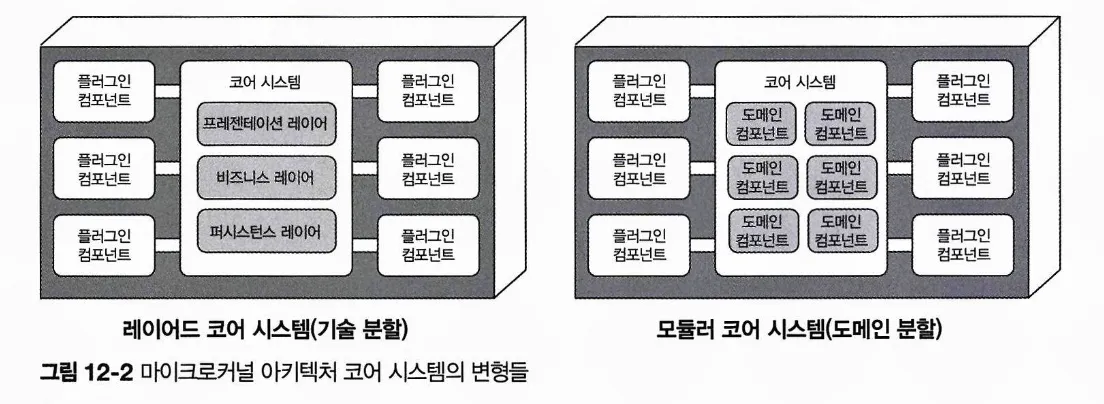 플러그인
컴포넌트
플러그인
컴포넌트
플러그인
컴포넌트
코어 시스템
프레젠테이션 레이어
비즈니스 레이어
퍼시스턴스 레이어
플러그인
컴포넌트
플러그인
컴포넌트
플러그인
컴포넌트
레이어드 코어 시스템(기술 분할)
플러그인
컴포넌트
플러그인
컴포넌트
플러그인
컴포넌트
코어 시스템
도메인
컴포넌트
도메인
컴포넌트
도메인
컴포넌트
도메인
컴포넌트
도메인
컴포넌트
도메인
컴포넌트
플러그인
컴포넌트
플러그인
컴포넌트
플러그인
컴포넌트
모듈러 코어 시스템(도메인 분할)
그림 12-2 마이크로커널 아키텍처 코어 시스템의 변형들